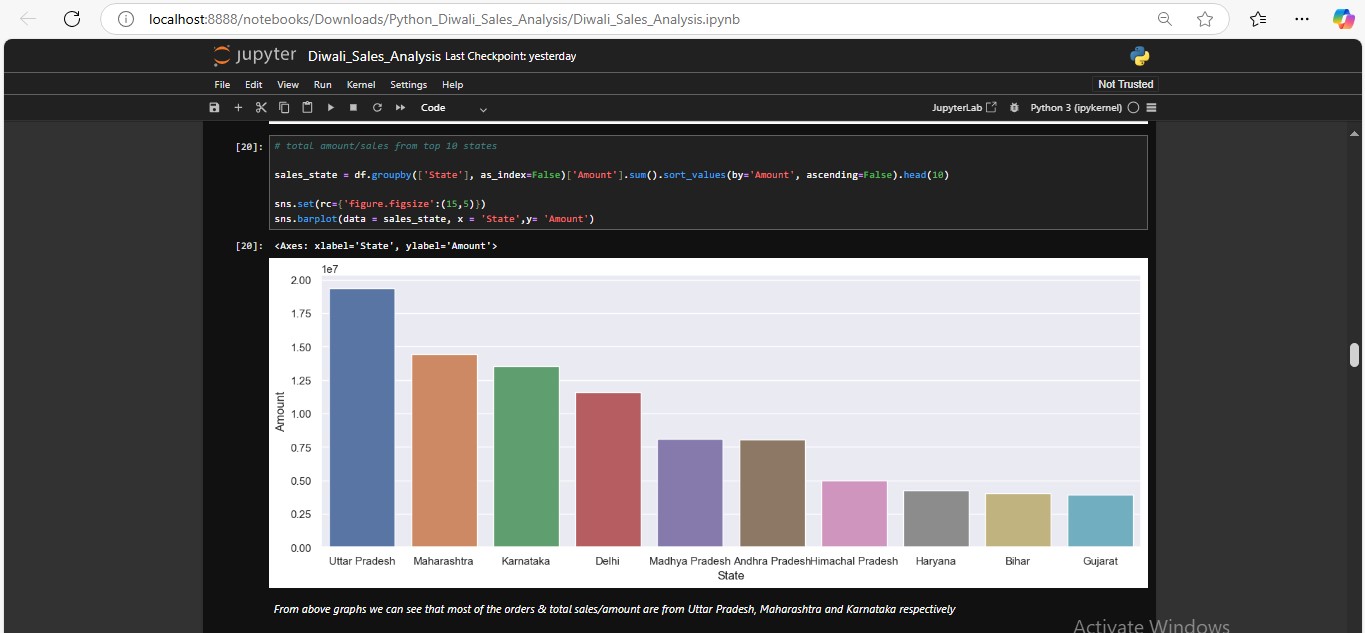 localhost:8888/notebooks/Downloads/Python_Diwali_Sales_Analysis/Diwali_Sales_Analysis.ipynb
jupyter Diwali_Sales_Analysis Last Checkpoint: yesterday
File Edit View Run Kernel Settings Help Not Trusted
Code JupyterLab Python 3 (ipykernel)
[20]: # total amount/sales from top 10 states
sales_state = df.groupby(['State'], as_index=False)['Amount'].sum().sort_values(by='Amount', ascending=False).head(10)
sns.set(rc={'figure.figsize':(15,5)})
sns.barplot(data = sales_state, x = 'State',y= 'Amount')
[20]: <Axes: xlabel='State', ylabel='Amount'>
1e7
2.00
1.75
1.50
1.25
1.00
0.75
0.50
0.25
0.00
Amount
Uttar Pradesh Maharashtra Karnataka Delhi Madhya Pradesh Andhra Pradesh Himachal Pradesh Haryana Bihar Gujarat
State
From above graphs we can see that most of the orders & total sales/amount are from Uttar Pradesh, Maharashtra and Karnataka respectively
Activate Windows